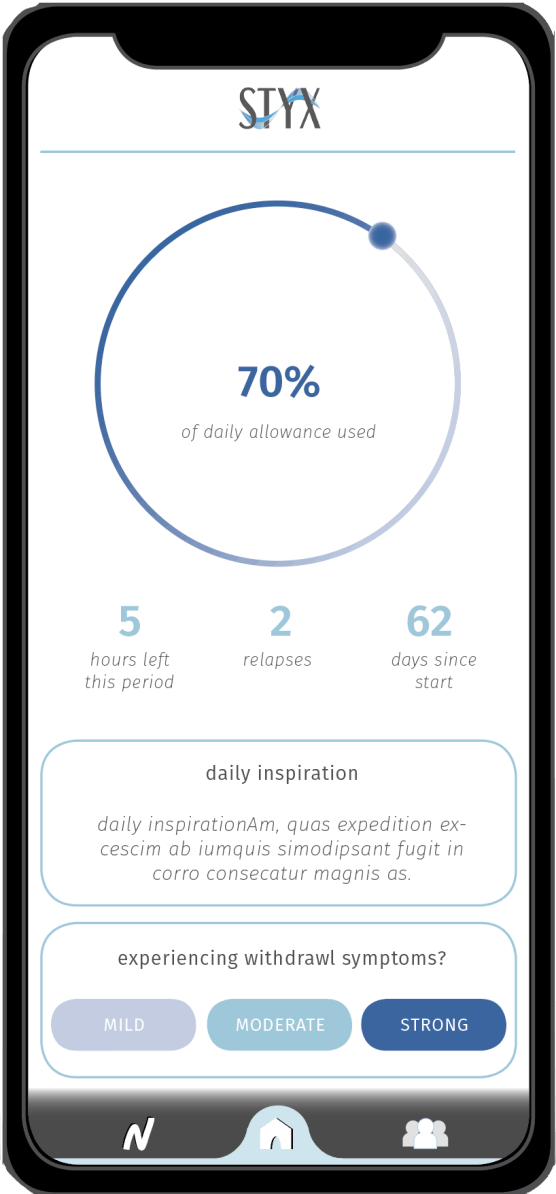 STYX
70%
of daily allowance used
5
hours left
this period
2
relapses
62
days since
start
daily inspiration
daily inspirationAm, quas expedition ex-
cescim ab iumquis simodipsant fugit in
corro consecatur magnis as.
experiencing withdrawl symptoms?
MILD
MODERATE
STRONG